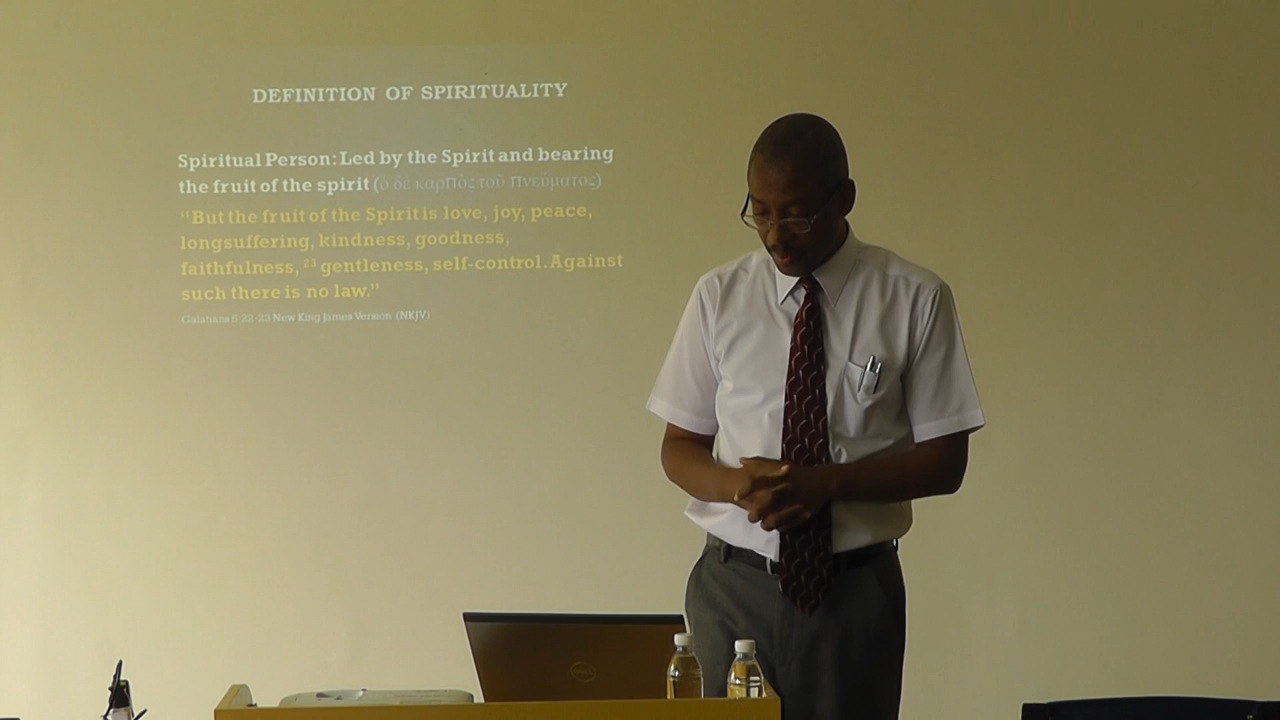 DEFINITION OF SPIRITUALITY
Spiritual Person: Led by the Spirit and bearing
the fruit of the spirit (ὁ δὲ καρπὸς τοῦ Πνεύματος)
“But the fruit of the Spirit is love, joy, peace,
longsuffering, kindness, goodness,
faithfulness, 23 gentleness, self-control. Against
such there is no law.”
Galatians 5:22-23 New King James Version (NKJV)
DELL